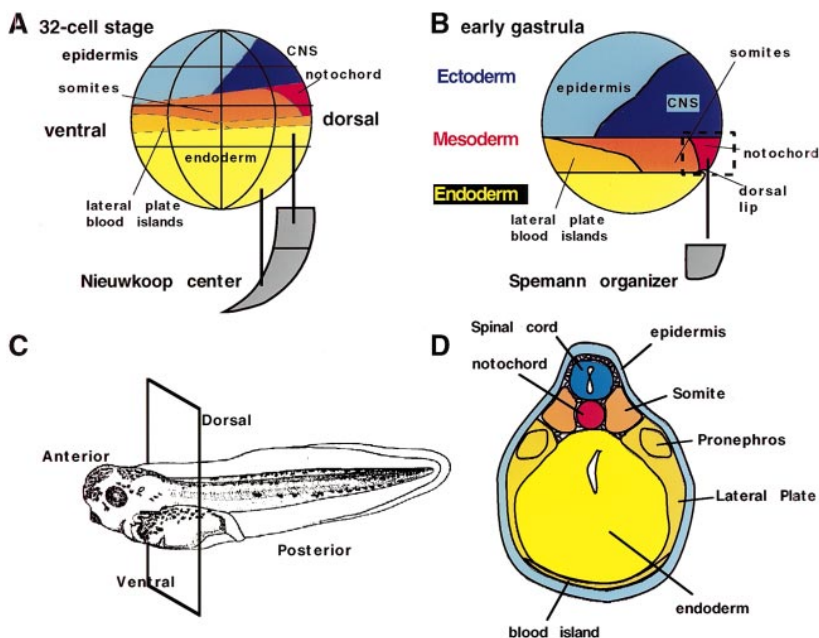 A 32-cell stage
epidermis
CNS
notochord
somites
ventral
dorsal
endoderm
lateral plate
blood islands
Nieuwkoop center
B early gastrula
somites
Ectoderm
epidermis
CNS
Mesoderm
notochord
Endoderm
dorsal
lip
lateral plate
blood islands
Spemann organizer
C
Dorsal
Anterior
Posterior
Ventral
D
Spinal cord
epidermis
notochord
Somite
Pronephros
Lateral Plate
endoderm
blood island